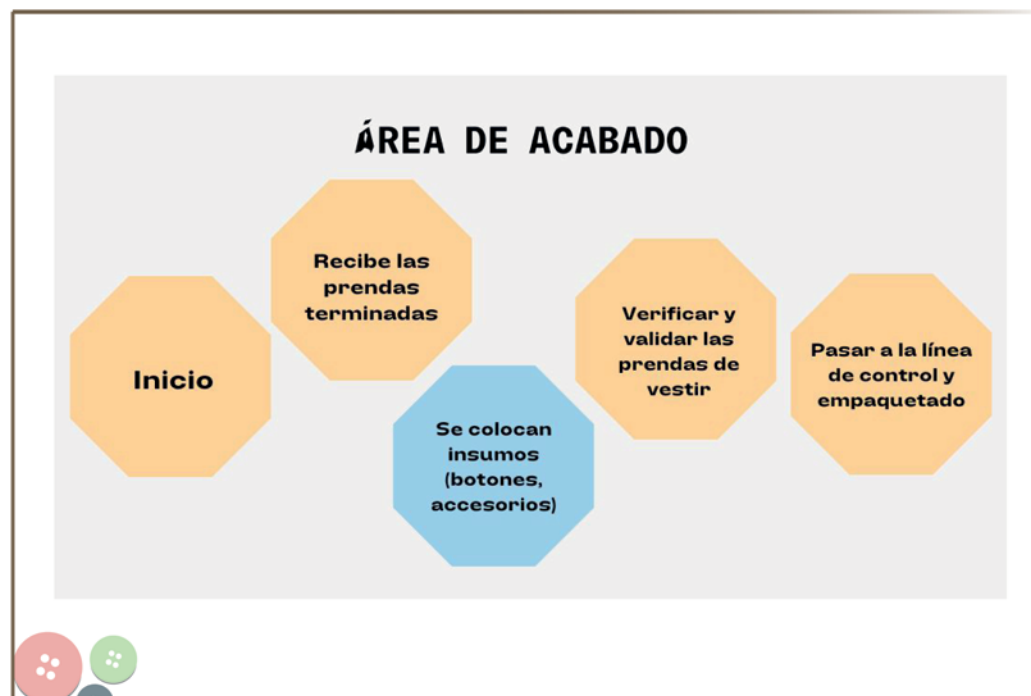 ÁREA DE ACABADO
Inicio
Recibe las
prendas
terminadas
Se colocan
insumos
(botones,
accesorios)
Verificar y
validar las
prendas de
vestir
Pasar a la línea
de control y
empaquetado